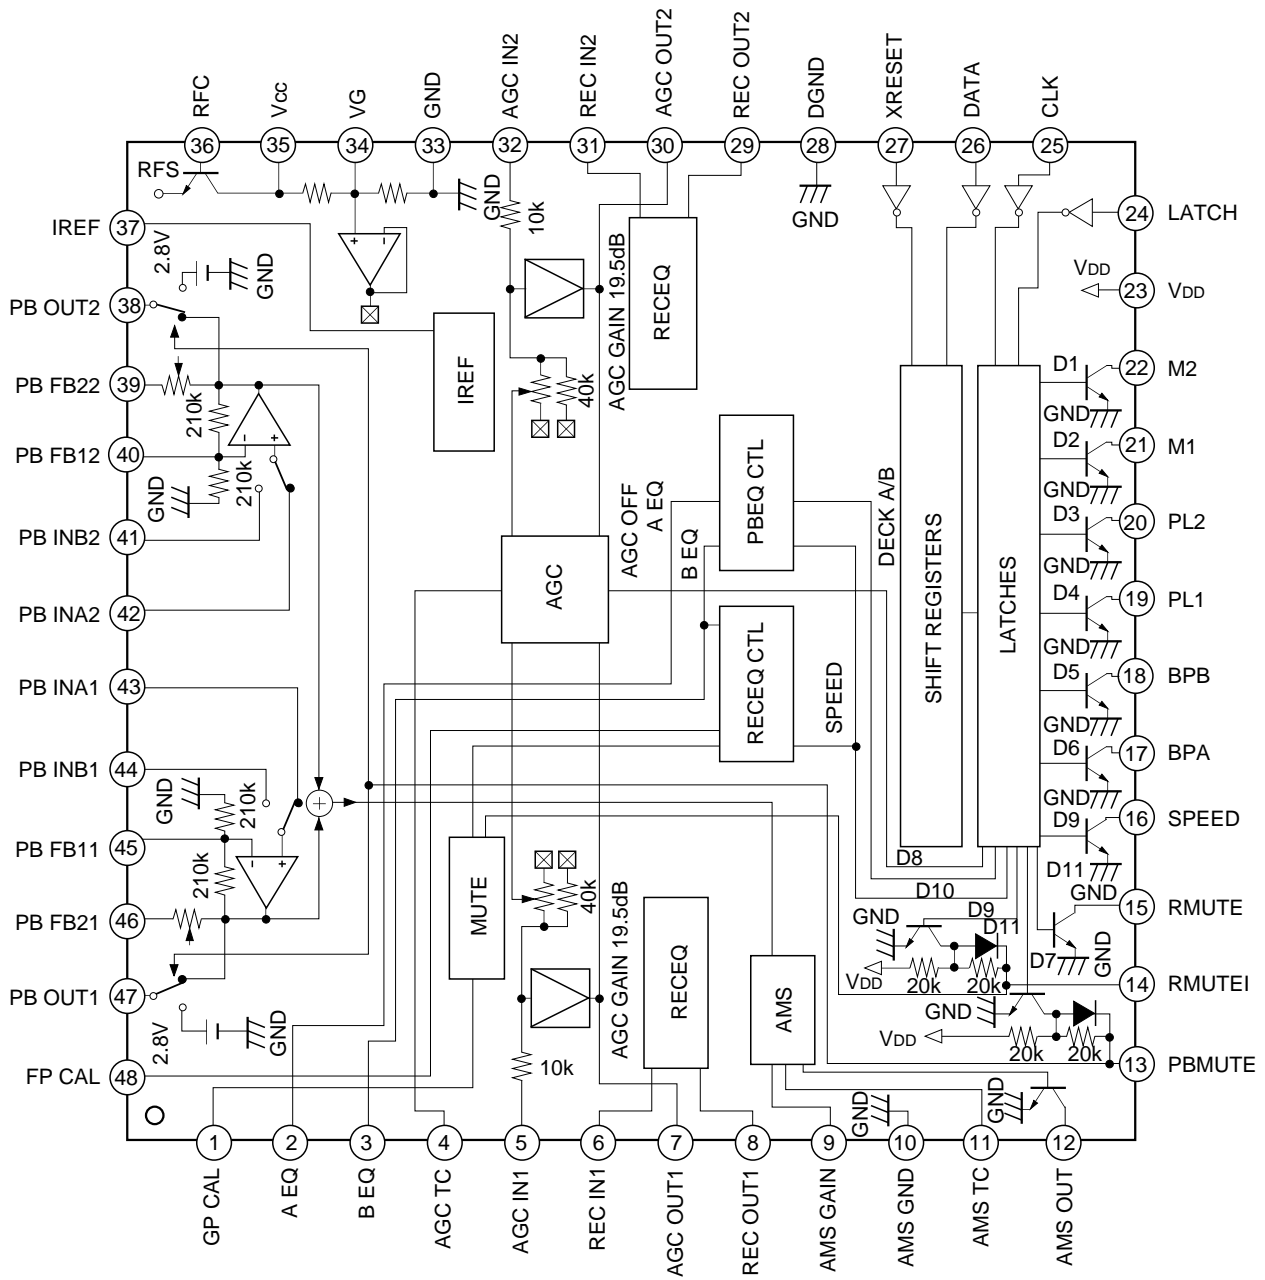 RFC
Vcc
VG
GND
AGC IN2
REC IN2
AGC OUT2
REC OUT2
DGND
XRESET
DATA
CLK
36
35
34
33
32
31
30
29
28
27
26
25
RFS
GND
10k
GND
IREF
37
2.8V
GND
24
LATCH
VDD
23
VDD
PB OUT2
38
AGC GAIN 19.5dB
RECEQ
IREF
40k
PB FB22
39
210k
D1
22
M2
GND
PB FB12
40
210k
GND
D2
21
M1
GND
PBEQ CTL
AGC OFF
A EQ
B EQ
DECK A/B
PB INB2
41
D3
20
PL2
GND
AGC
SHIFT REGISTERS
LATCHES
PB INA2
42
D4
19
PL1
GND
RECEQ CTL
SPEED
PB INA1
43
D5
18
BPB
GND
PB INB1
44
D6
17
BPA
GND
GND
210k
+
D9
16
SPEED
D11
GND
PB FB11
45
210k
D8
D10
MUTE
40k
AGC GAIN 19.5dB
RECEQ
AMS
PB FB21
46
GND
D9
D11
15
RMUTE
D7
GND
VDD
20k
20k
14
RMUTEI
PB OUT1
47
2.8V
GND
GND
VDD
20k
20k
13
PBMUTE
FP CAL
48
10k
GND
GND
1
2
3
4
5
6
7
8
9
10
11
12
GP CAL
A EQ
B EQ
AGC TC
AGC IN1
REC IN1
AGC OUT1
REC OUT1
AMS GAIN
AMS GND
AMS TC
AMS OUT